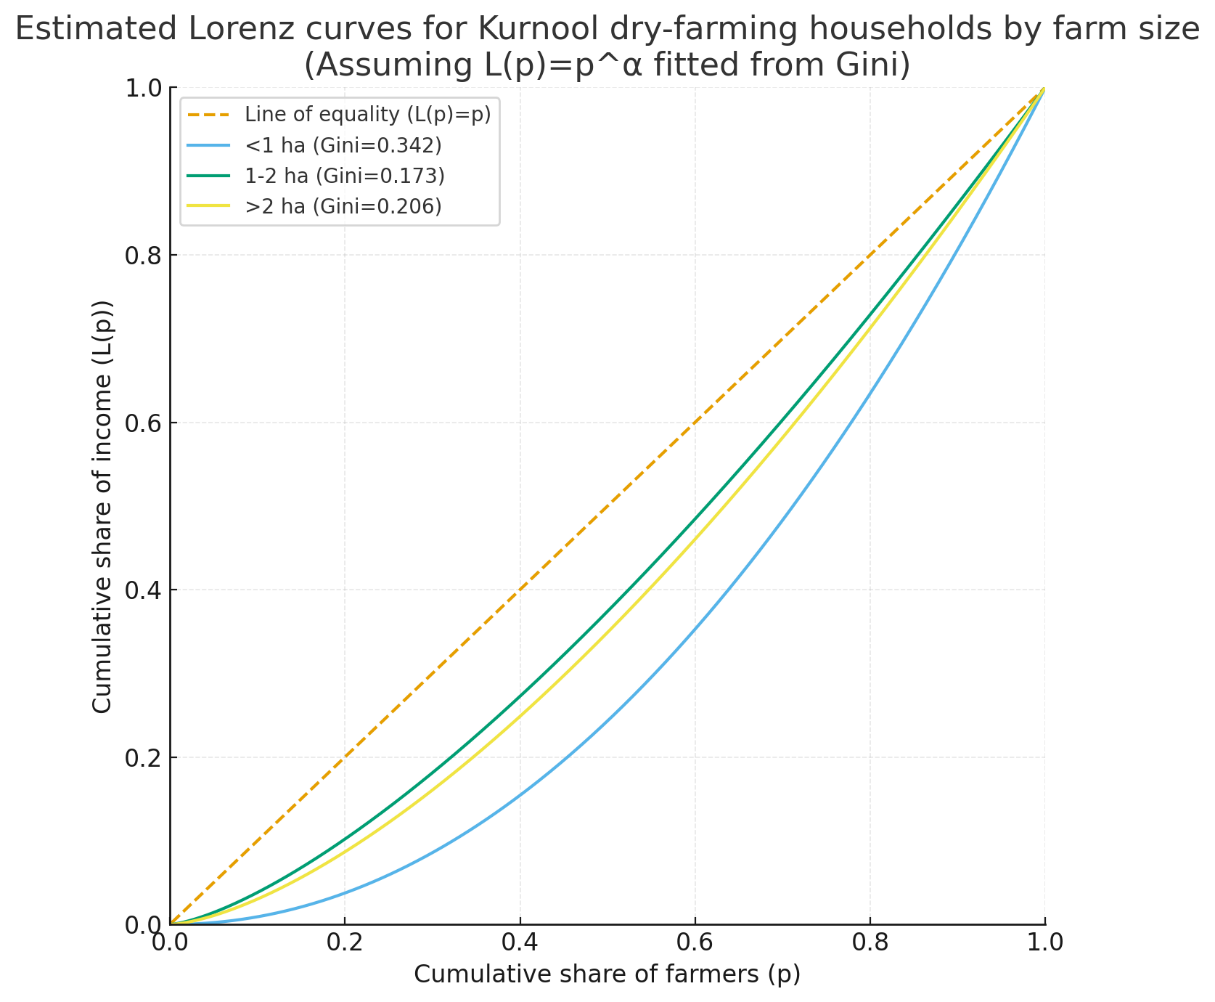 Estimated Lorenz curves for Kurnool dry-farming households by farm size
(Assuming L(p)=p^α fitted from Gini)
Line of equality (L(p)=p)
<1 ha (Gini=0.342)
1-2 ha (Gini=0.173)
>2 ha (Gini=0.206)
Cumulative share of income (L(p))
1.0
0.8
0.6
0.4
0.2
0.0
0.0 0.2 0.4 0.6 0.8 1.0
Cumulative share of farmers (p)